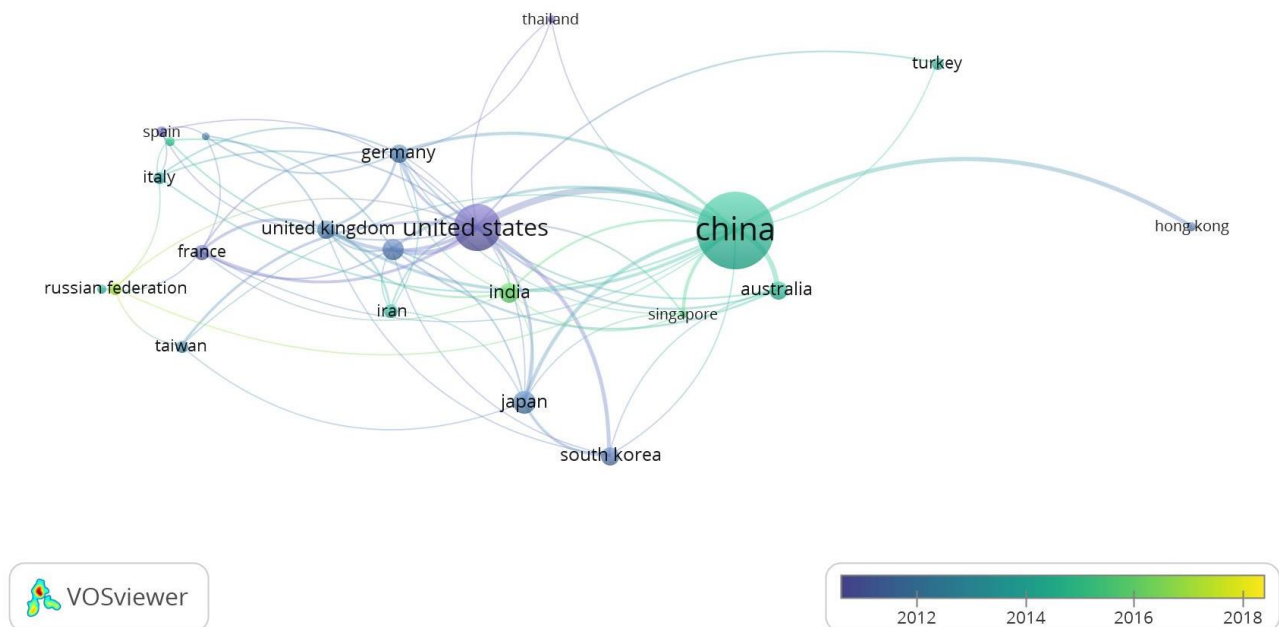 thailand
turkey
spain
germany
italy
united kingdom
united states
china
hong kong
france
russian federation
india
australia
iran
singapore
taiwan
japan
south korea
VOSviewer
2012
2014
2016
2018